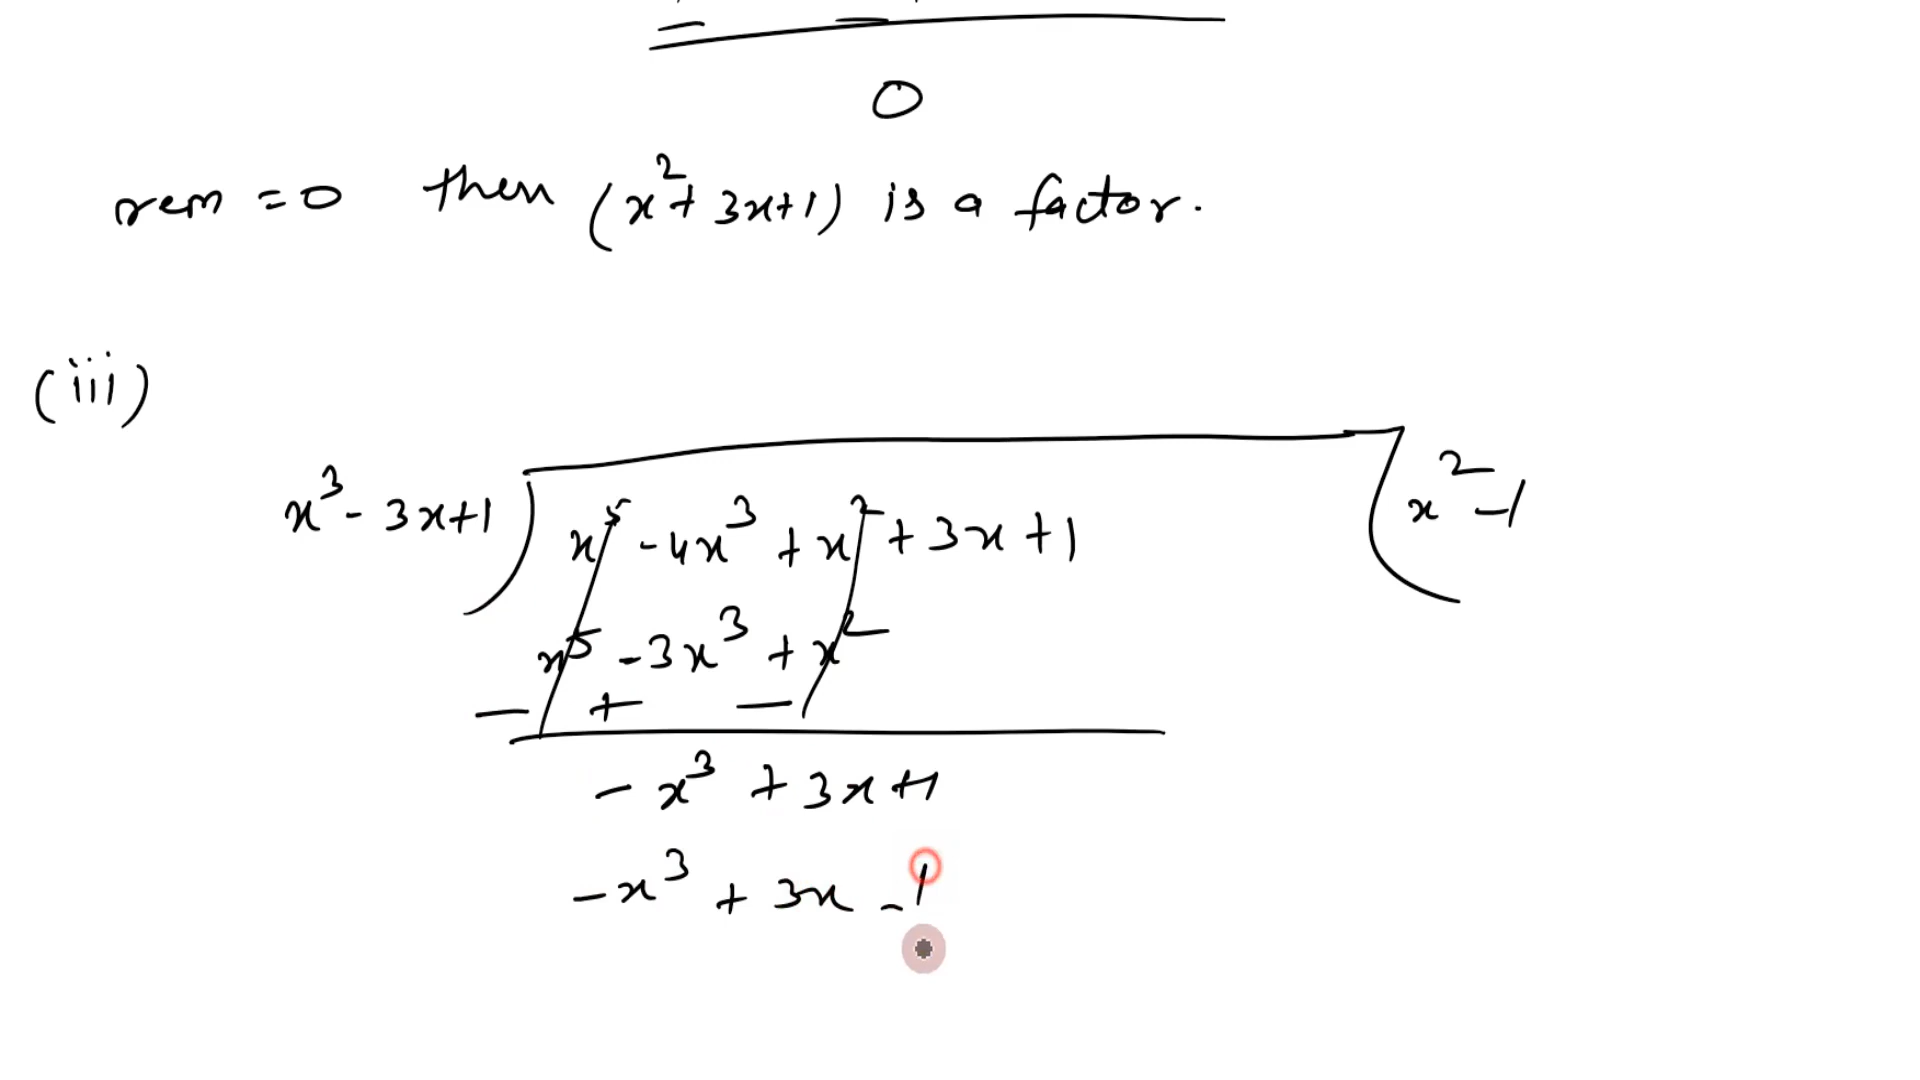 0
rem = 0 then (x² + 3x+1) is a factor.
(iii)
x³ - 3x+1 ) x⁵ - 4x³ + x² + 3x + 1 ( x² - 1
x⁵ - 3x³ + x²
− + −
- x³ + 3x + 1
- x³ + 3x - 1